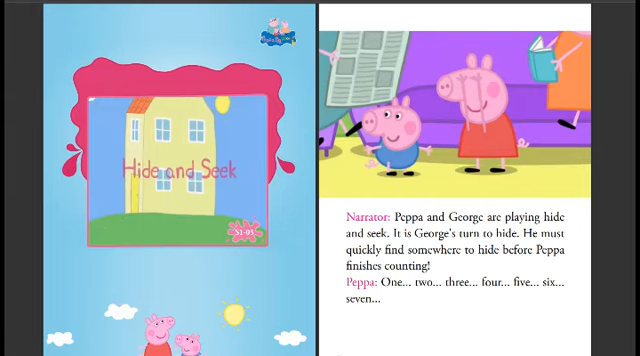 Hide and Seek
S1-05
Narrator: Peppa and George are playing hide
and seek. It is George's turn to hide. He must
quickly find somewhere to hide before Peppa
finishes counting!
Peppa: One... two... three... four... five... six...
seven...